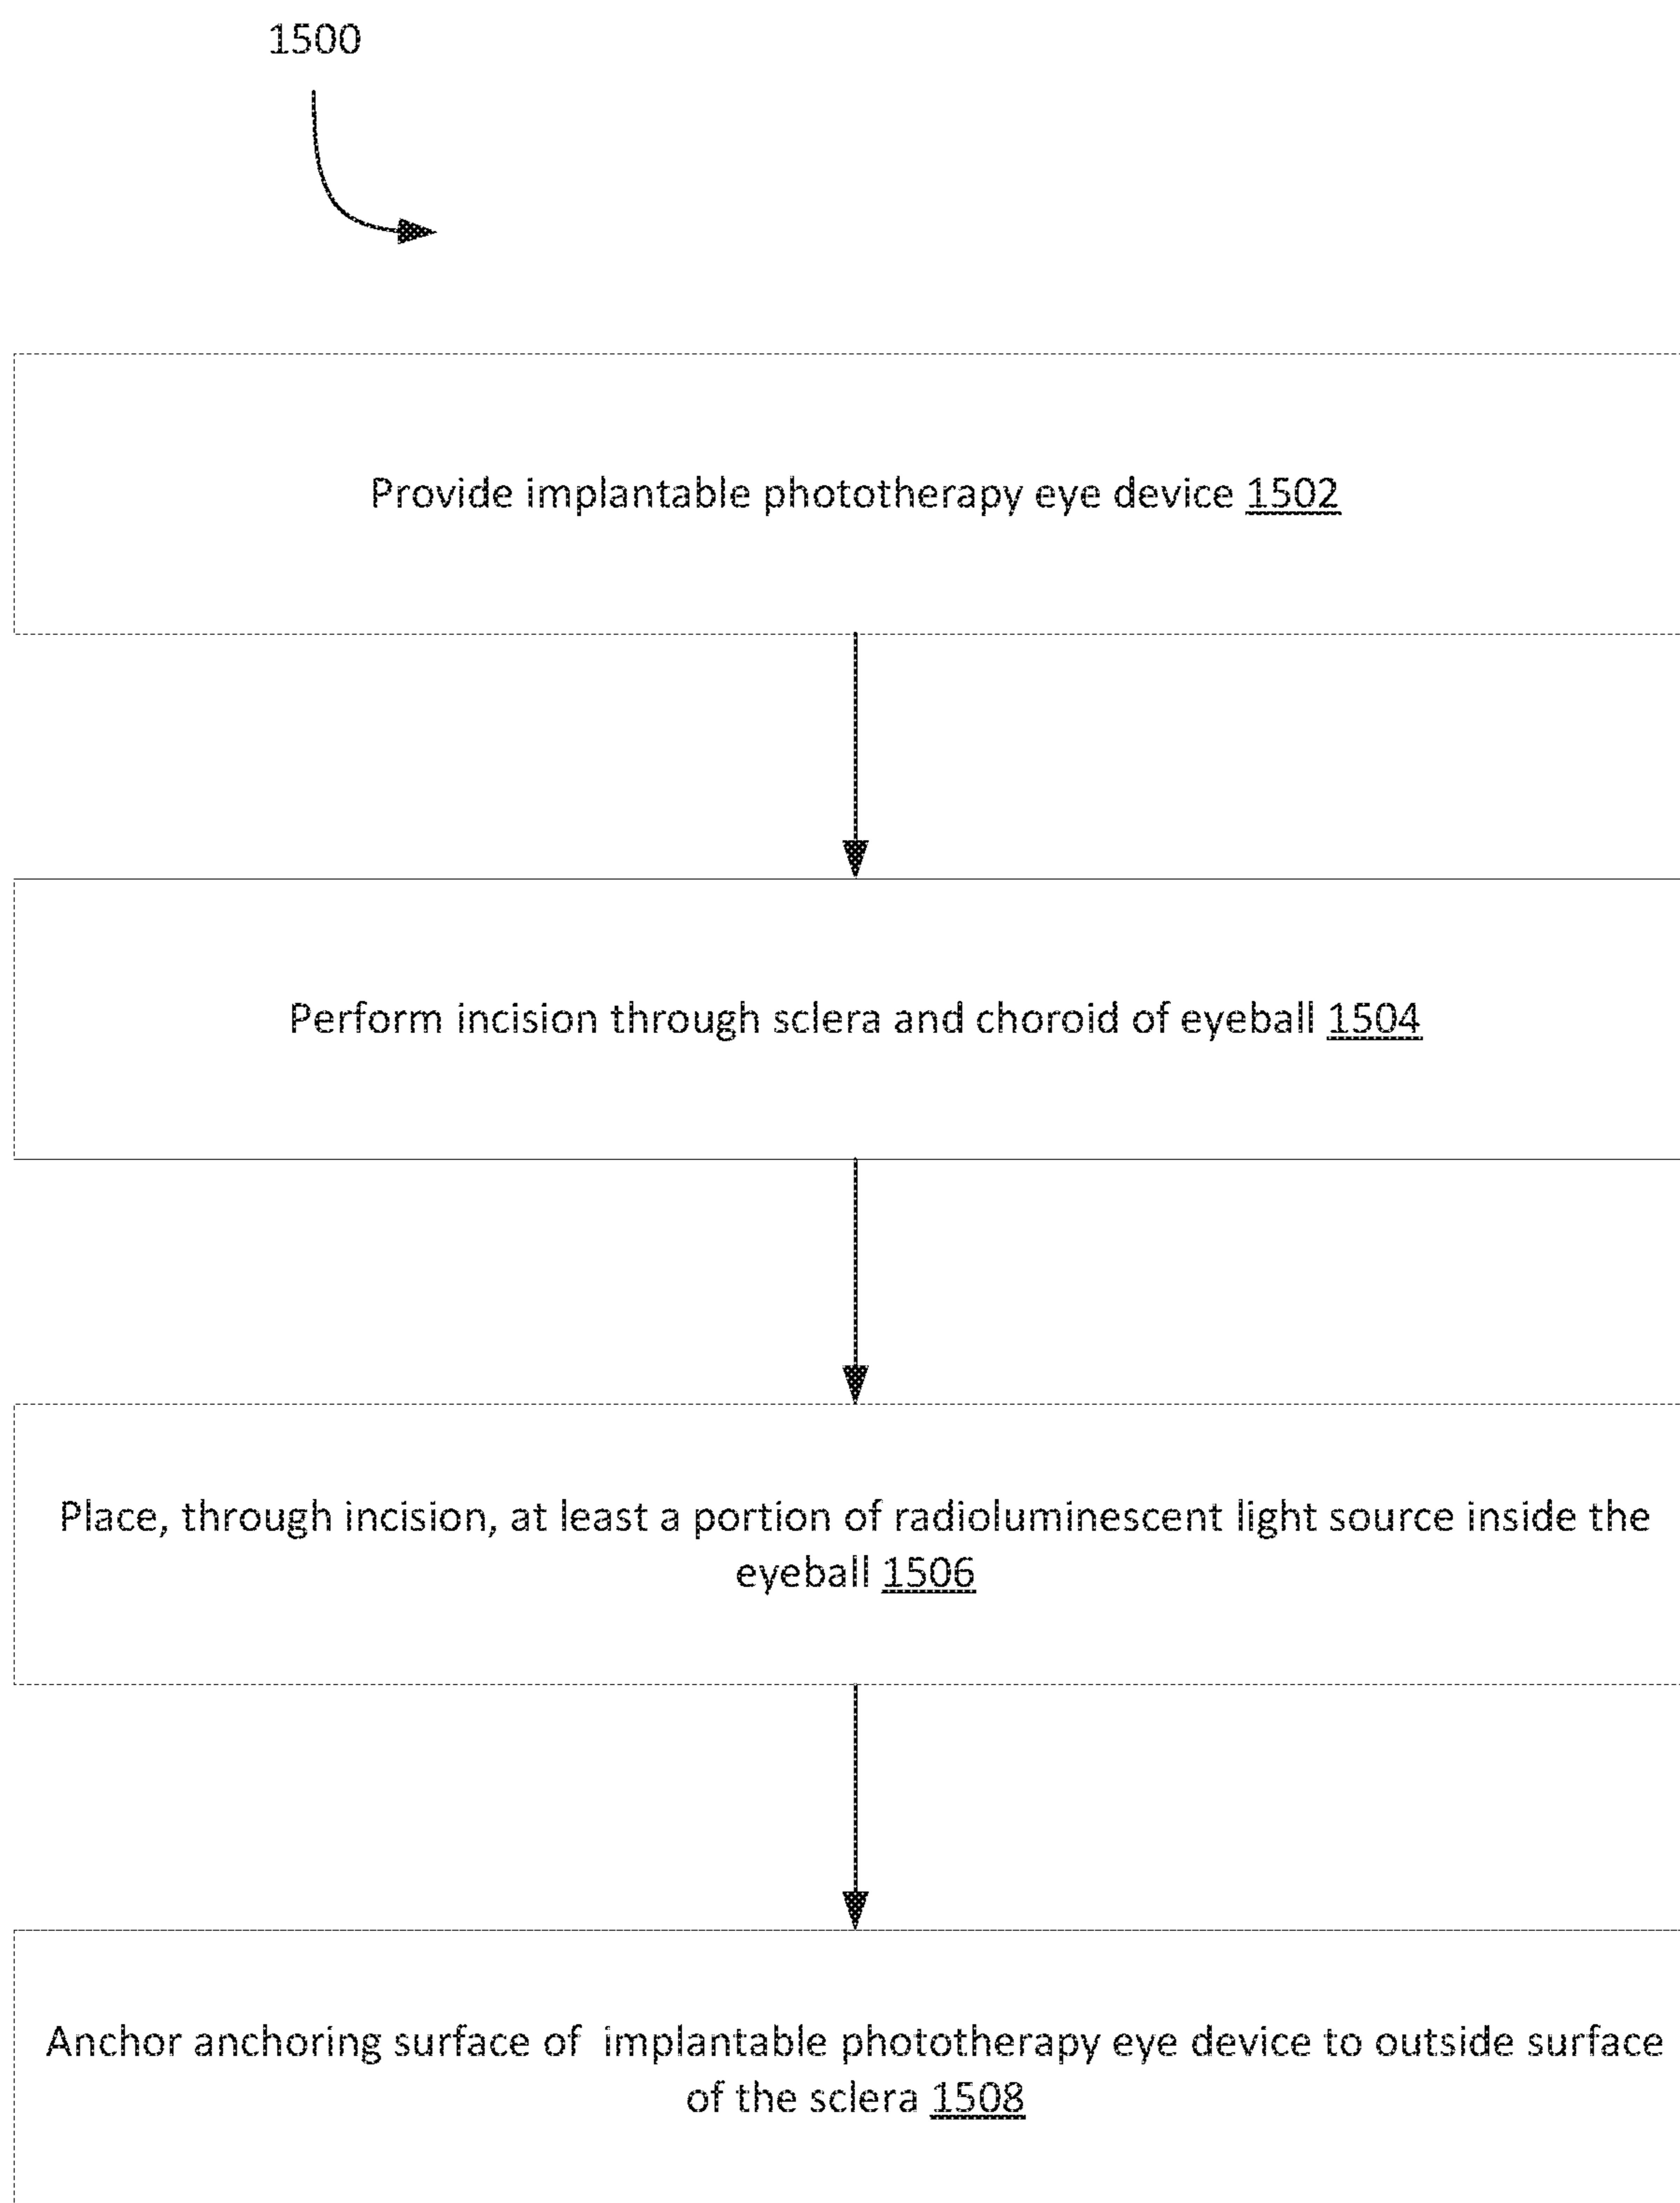 1500
Provide implantable phototherapy eye device 1502
Perform incision through sclera and choroid of eyeball 1504
Place, through incision, at least a portion of radioluminescent light source inside the
eyeball 1506
Anchor anchoring surface of implantable phototherapy eye device to outside surface
of the sclera 1508